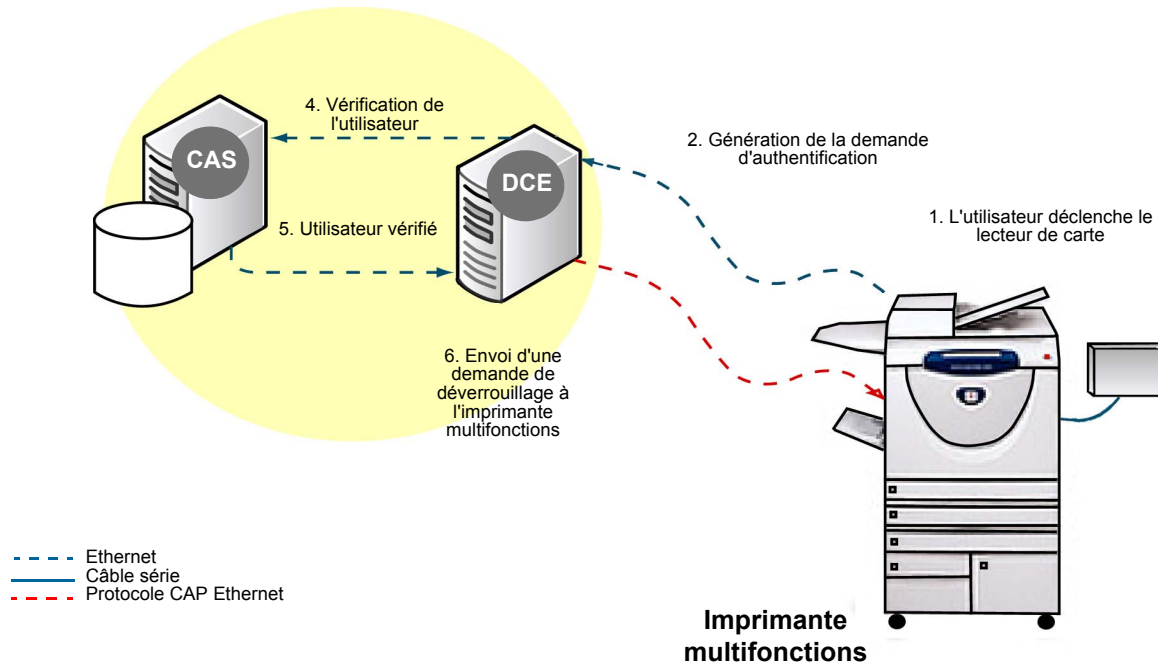 4. Vérification de
l'utilisateur
2. Génération de la demande
d'authentification
CAS
DCE
1. L'utilisateur déclenche le
lecteur de carte
5. Utilisateur vérifié
6. Envoi d'une
demande de
déverrouillage à
l'imprimante
multifonctions
Ethernet
Câble série
Protocole CAP Ethernet
Imprimante
multifonctions